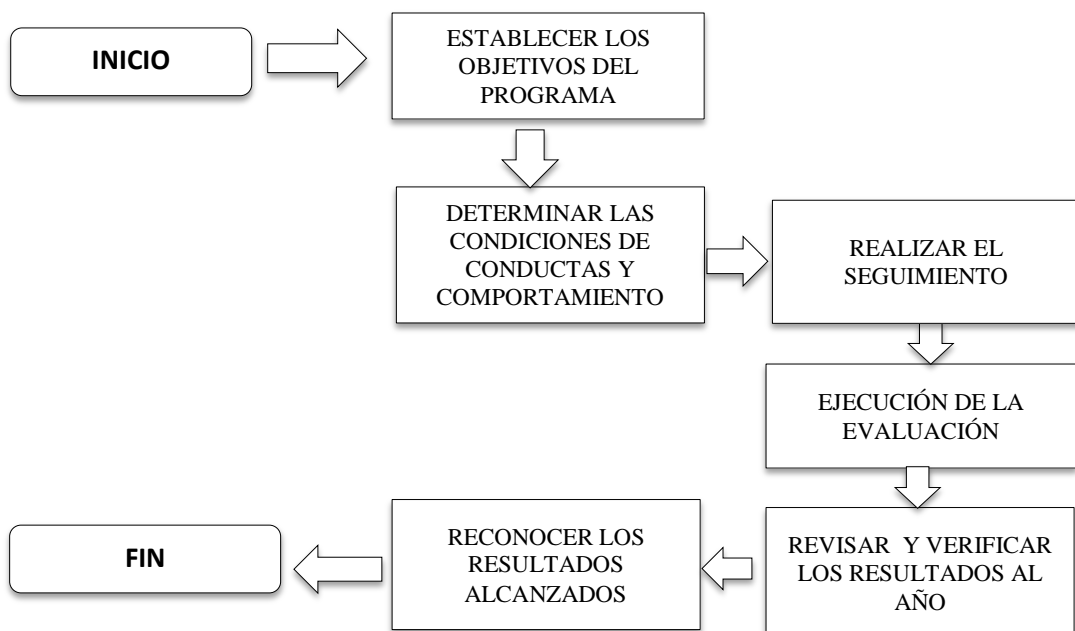 INICIO
ESTABLECER LOS
OBJETIVOS DEL
PROGRAMA
DETERMINAR LAS
CONDICIONES DE
CONDUCTAS Y
COMPORTAMIENTO
REALIZAR EL
SEGUIMIENTO
EJECUCIÓN DE LA
EVALUACIÓN
REVISAR Y VERIFICAR
LOS RESULTADOS AL
AÑO
RECONOCER LOS
RESULTADOS
ALCANZADOS
FIN